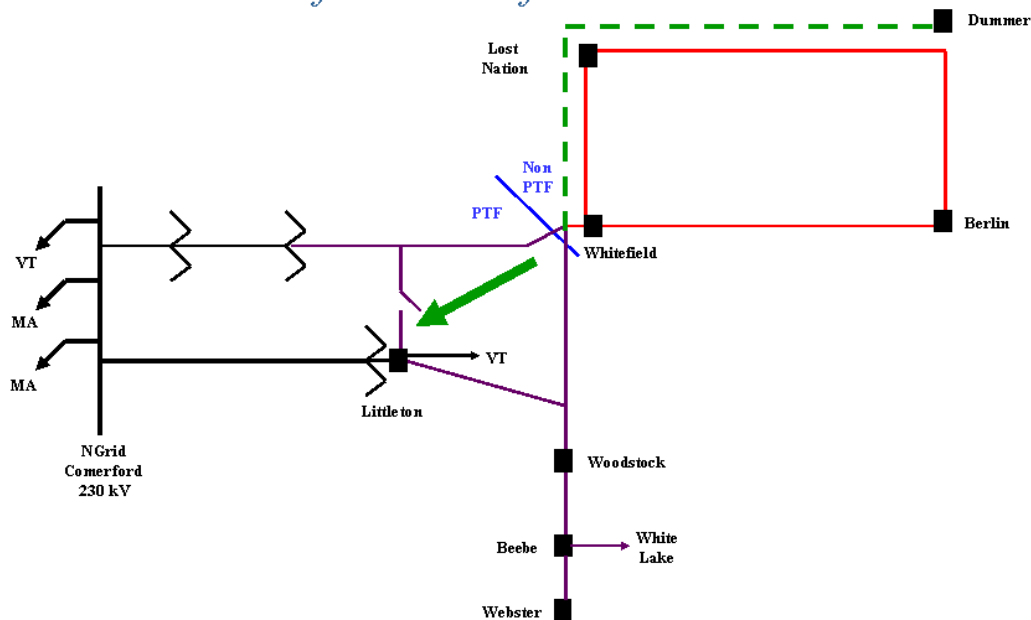 Dummer
Lost
Nation
Non
PTF
PTF
Berlin
Whitefield
VT
MA
MA
VT
Littleton
NGrid
Comerford
230 kV
Woodstock
Beebe
White
Lake
Webster